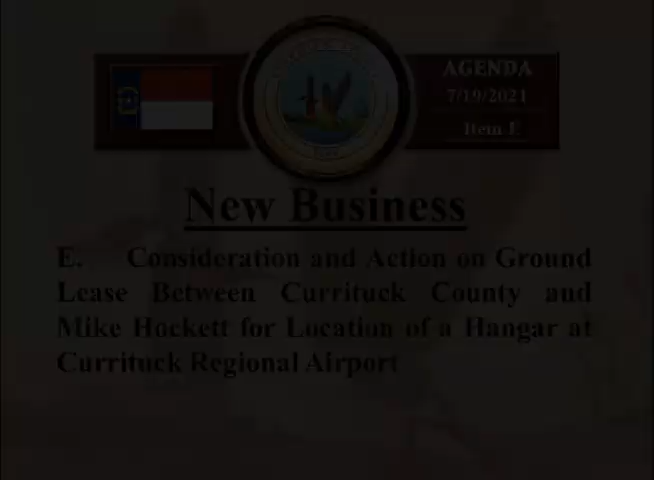 AGENDA
7/19/2021
Item E
New Business
E. Consideration and Action on Ground
Lease Between Currituck County and
Mike Hockett for Location of a Hangar at
Currituck Regional Airport